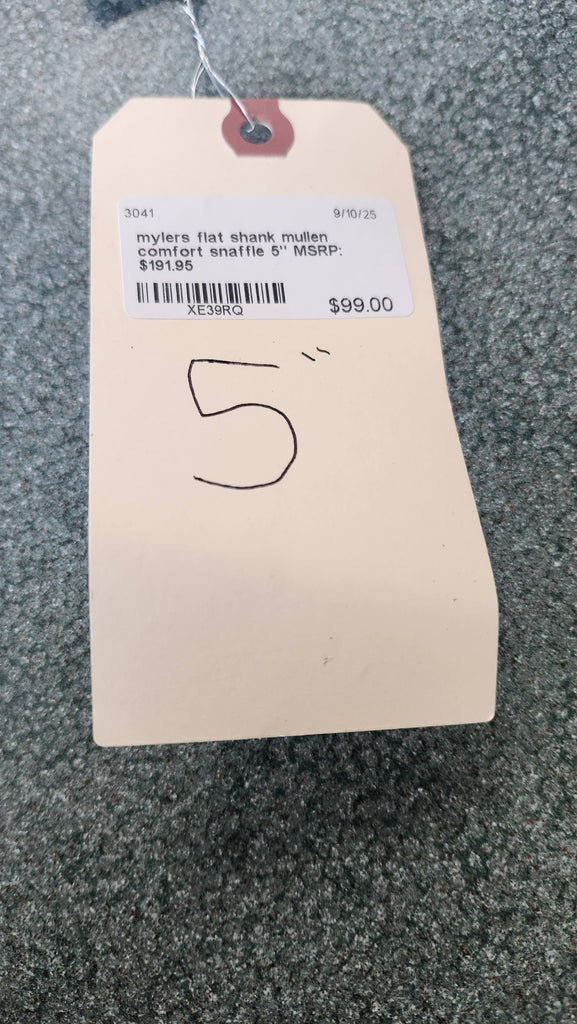 3041 9/10/25
mylers flat shank mullen
comfort snaffle 5" MSRP:
$191.95
XE39RQ $99.00
5"